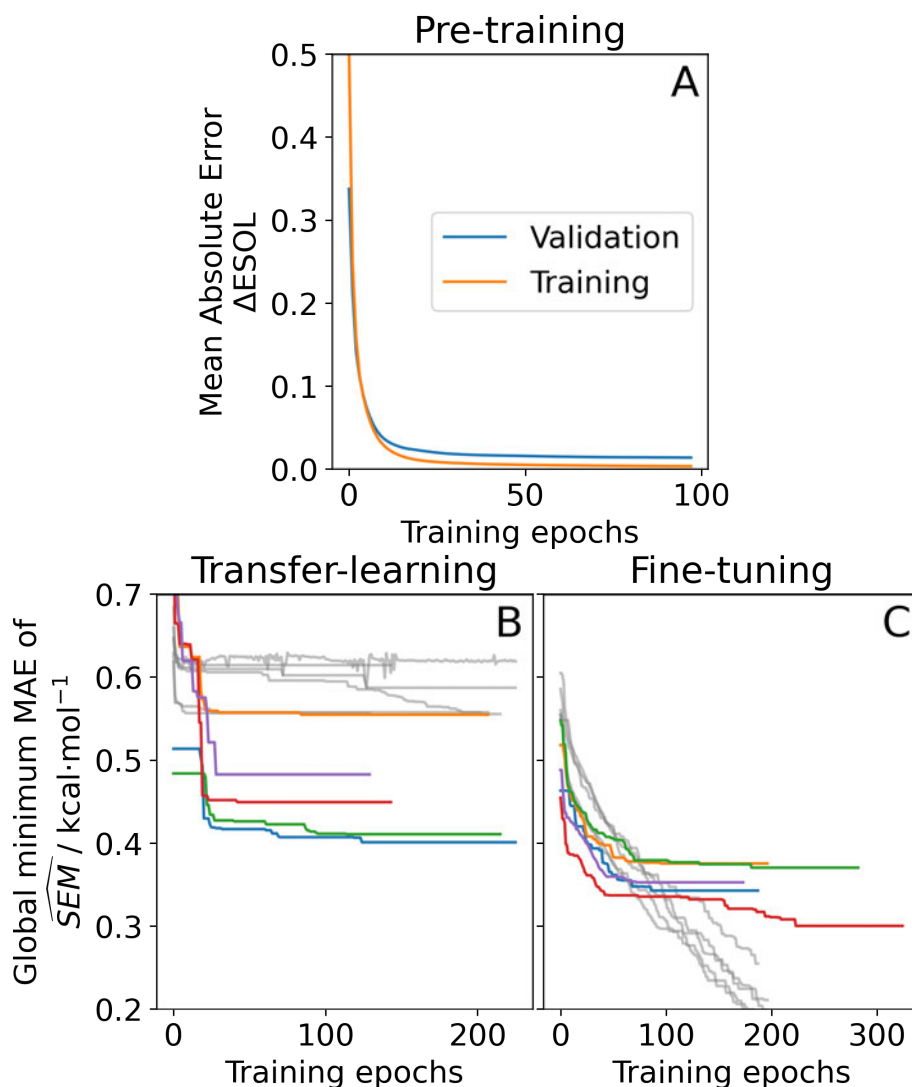 Pre-training
A
0.5
0.4
0.3
0.2
0.1
0.0
Mean Absolute Error
ΔESOL
Validation
Training
0 50 100
Training epochs
Transfer-learning
Fine-tuning
B
C
0.7
0.6
0.5
0.4
0.3
0.2
Global minimum MAE of
SEM / kcal·mol⁻¹
0 100 200
0 100 200 300
Training epochs
Training epochs